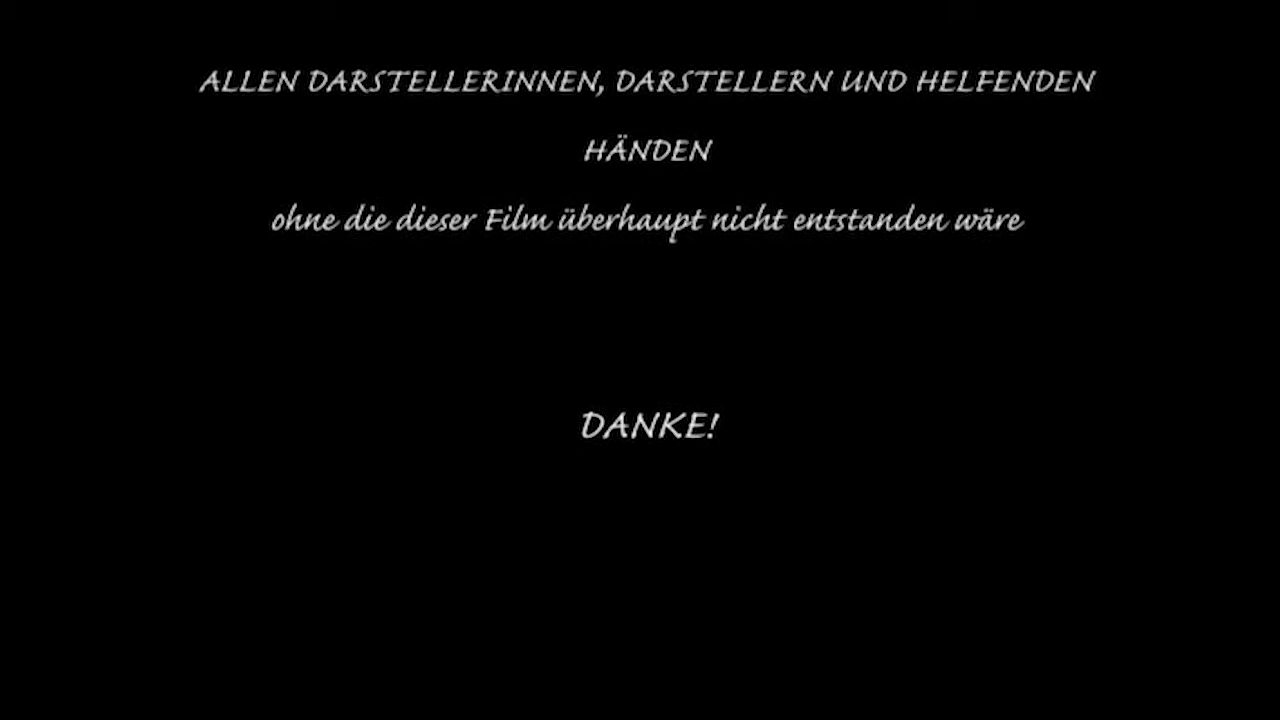 ALLEN DARSTELLERINNEN, DARSTELLERN UND HELFENDEN
HÄNDEN
ohne die dieser Film überhaupt nicht entstanden wäre
DANKE!